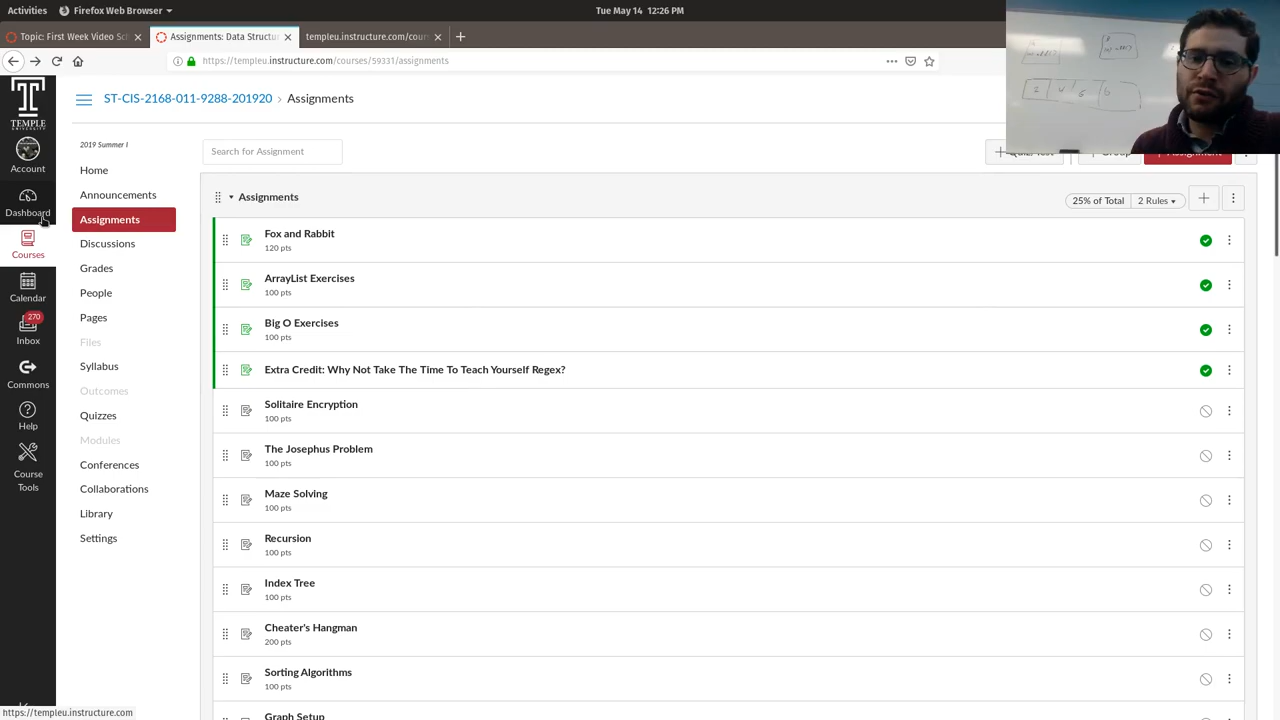 Activities
Firefox Web Browser
Tue May 14 12:26 PM
Topic: First Week Video Sc
Assignments: Data Structu
templeu.instructure.com/cour
https://templeu.instructure.com/courses/59331/assignments
ST-CIS-2168-011-9288-201920 › Assignments
TEMPLE
UNIVERSITY
Account
Dashboard
Courses
Calendar
270
Inbox
Commons
Help
Course
Tools
2019 Summer I
Home
Announcements
Assignments
Discussions
Grades
People
Pages
Files
Syllabus
Outcomes
Quizzes
Modules
Conferences
Collaborations
Library
Settings
Search for Assignment
Assignments
25% of Total
2 Rules
Fox and Rabbit
120 pts
ArrayList Exercises
100 pts
Big O Exercises
100 pts
Extra Credit: Why Not Take The Time To Teach Yourself Regex?
Solitaire Encryption
100 pts
The Josephus Problem
100 pts
Maze Solving
100 pts
Recursion
100 pts
Index Tree
100 pts
Cheater's Hangman
200 pts
Sorting Algorithms
100 pts
Graph Setup
https://templeu.instructure.com